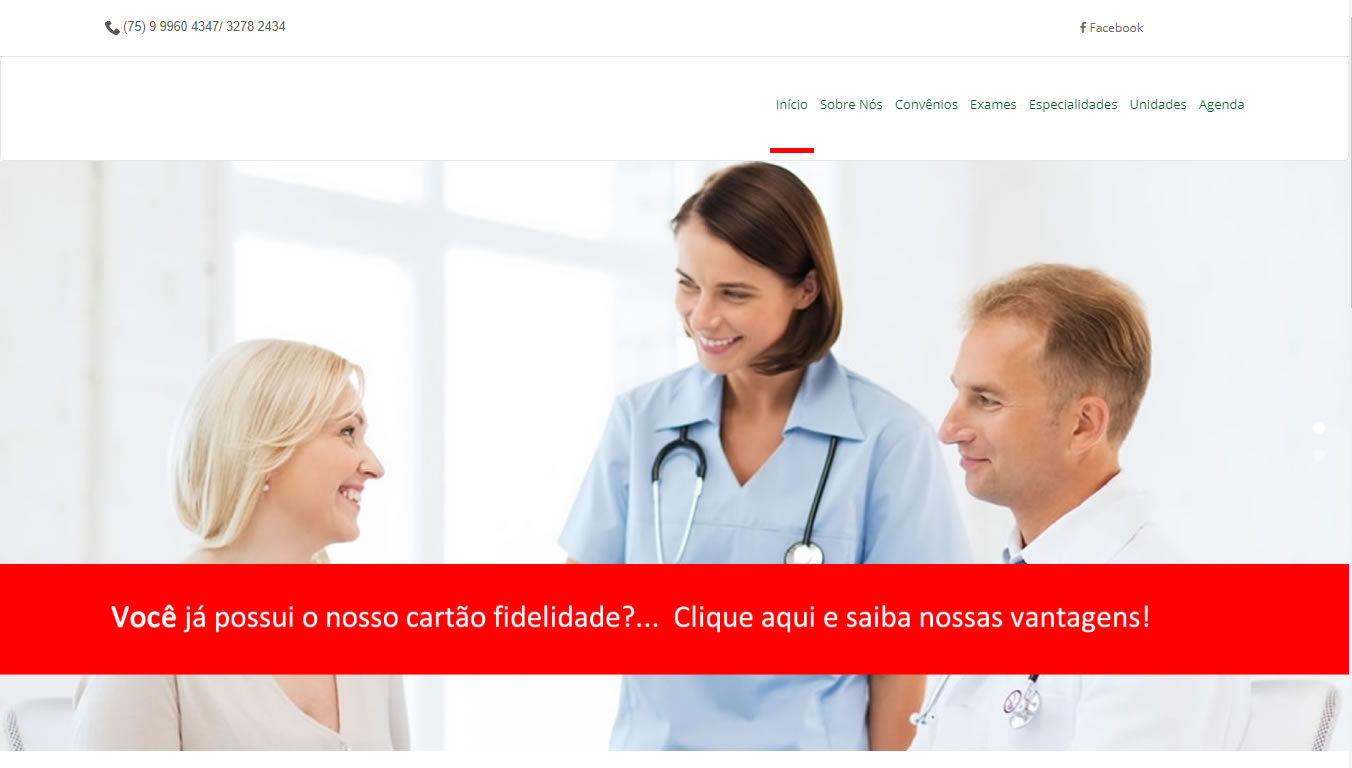 (75) 9 9960 4347/ 3278 2434
Facebook
Início Sobre Nós Convênios Exames Especialidades Unidades Agenda
Você já possui o nosso cartão fidelidade?... Clique aqui e saiba nossas vantagens!